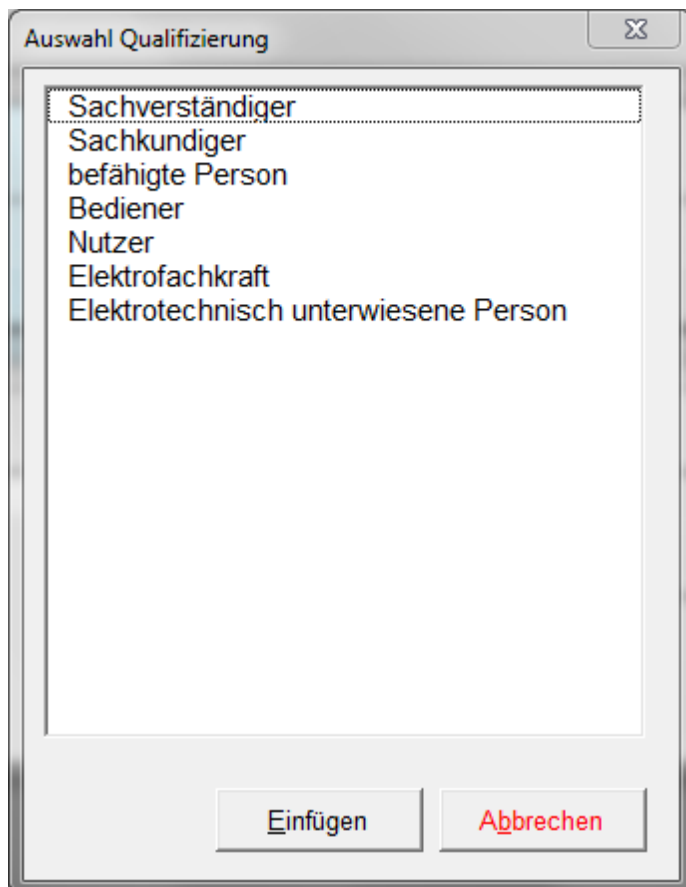 Auswahl Qualifizierung
Sachverständiger
Sachkundiger
befähigte Person
Bediener
Nutzer
Elektrofachkraft
Elektrotechnisch unterwiesene Person
Einfügen
Abbrechen